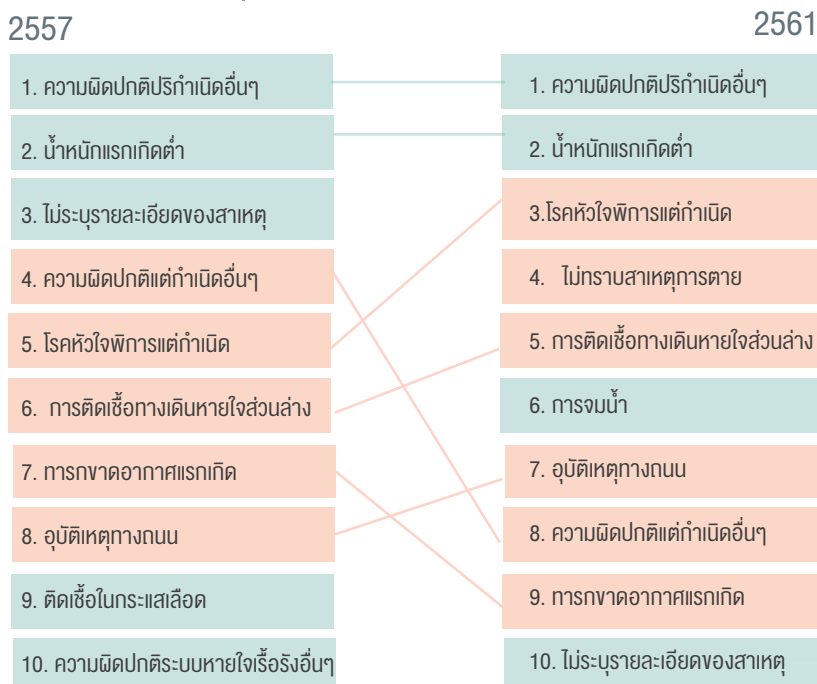 2557
1. ความผิดปกติปริกำเนิดอื่นๆ
2. น้ำหนักแรกเกิดต่ำ
3. ไม่ระบุรายละเอียดของสาเหตุ
4. ความผิดปกติแต่กำเนิดอื่นๆ
5. โรคหัวใจพิการแต่กำเนิด
6. การติดเชื้อทางเดินหายใจส่วนล่าง
7. ทารกขาดอากาศแรกเกิด
8. อุบัติเหตุทางถนน
9. ติดเชื้อในกระแสเลือด
10. ความผิดปกติระบบหายใจเรื้อรังอื่นๆ
2561
1. ความผิดปกติปริกำเนิดอื่นๆ
2. น้ำหนักแรกเกิดต่ำ
3.โรคหัวใจพิการแต่กำเนิด
4. ไม่ทราบสาเหตุการตาย
5. การติดเชื้อทางเดินหายใจส่วนล่าง
6. การจมน้ำ
7. อุบัติเหตุทางถนน
8. ความผิดปกติแต่กำเนิดอื่นๆ
9. ทารกขาดอากาศแรกเกิด
10. ไม่ระบุรายละเอียดของสาเหตุ